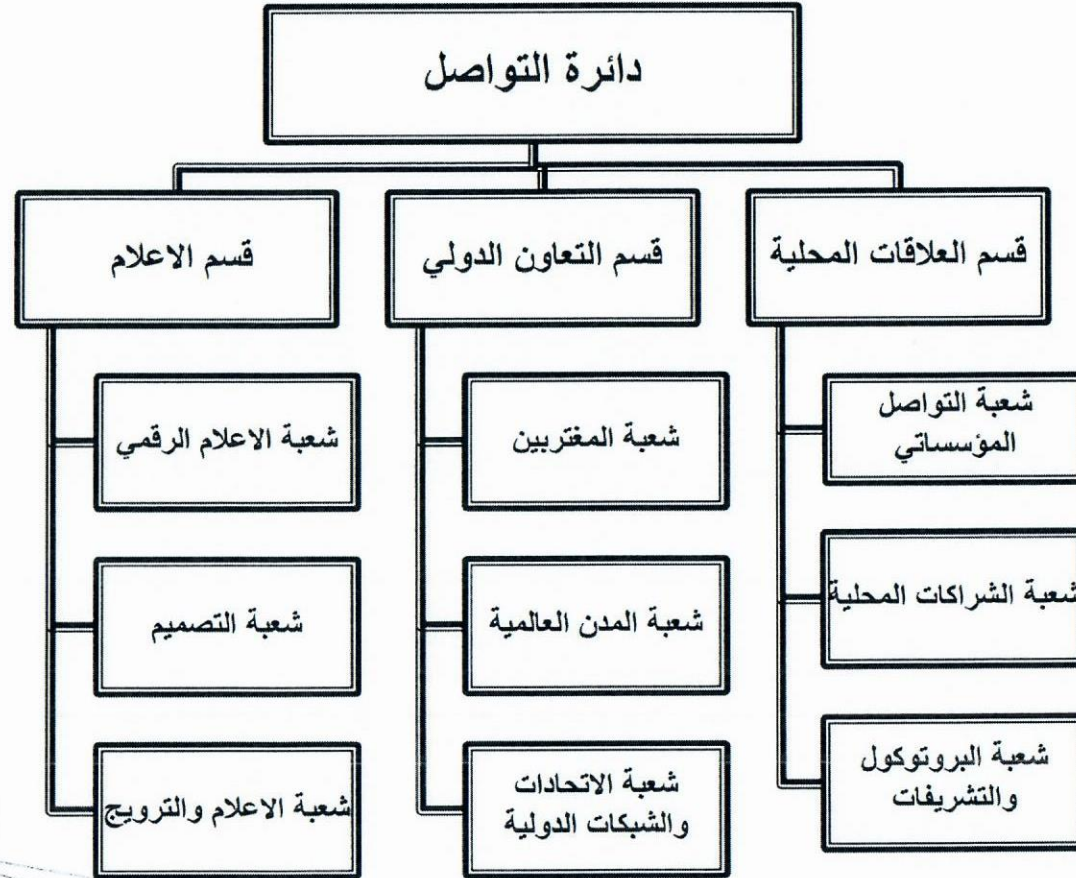 دائرة التواصل
قسم العلاقات المحلية
قسم التعاون الدولي
قسم الاعلام
شعبة التواصل
المؤسساتي
شعبة الشراكات المحلية
شعبة البروتوكول
والتشريفات
شعبة المغتربين
شعبة المدن العالمية
شعبة الاتحادات
والشبكات الدولية
شعبة الاعلام الرقمي
شعبة التصميم
شعبة الاعلام والترويج